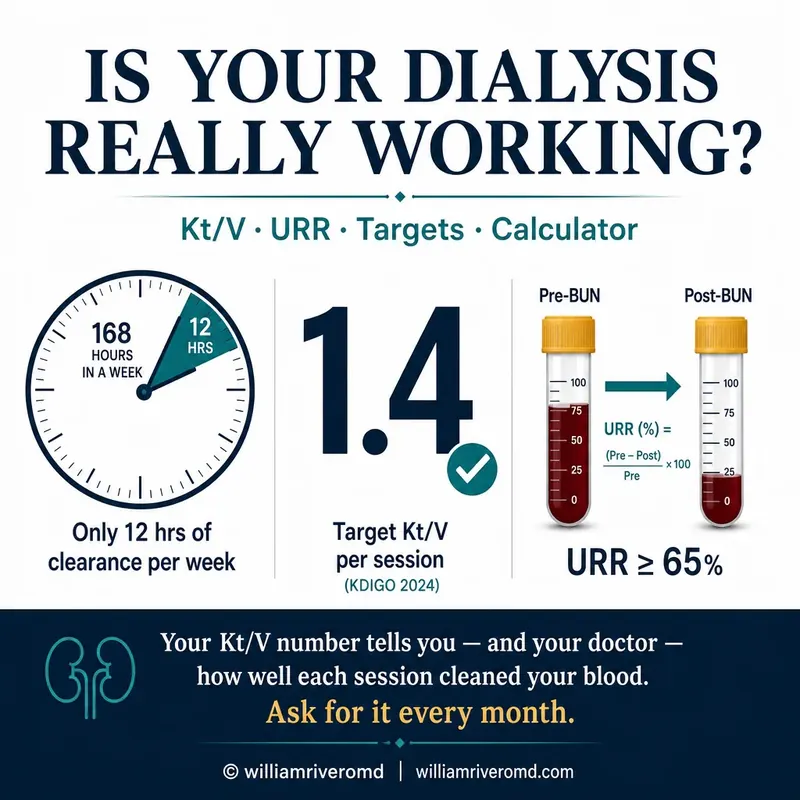 IS YOUR DIALYSIS
REALLY WORKING?
Kt/V · URR · Targets · Calculator
168
HOURS
IN A WEEK
12
HRS
Only 12 hrs of
clearance per week
1.4
Target Kt/V
per session
(KDIGO 2024)
Pre-BUN
Post-BUN
100
75
50
25
0
URR (%) =
(Pre – Post)
Pre
× 100
100
75
50
25
0
URR ≥ 65%
Your Kt/V number tells you — and your doctor —
how well each session cleaned your blood.
Ask for it every month.
© williamriveromd | williamriveromd.com